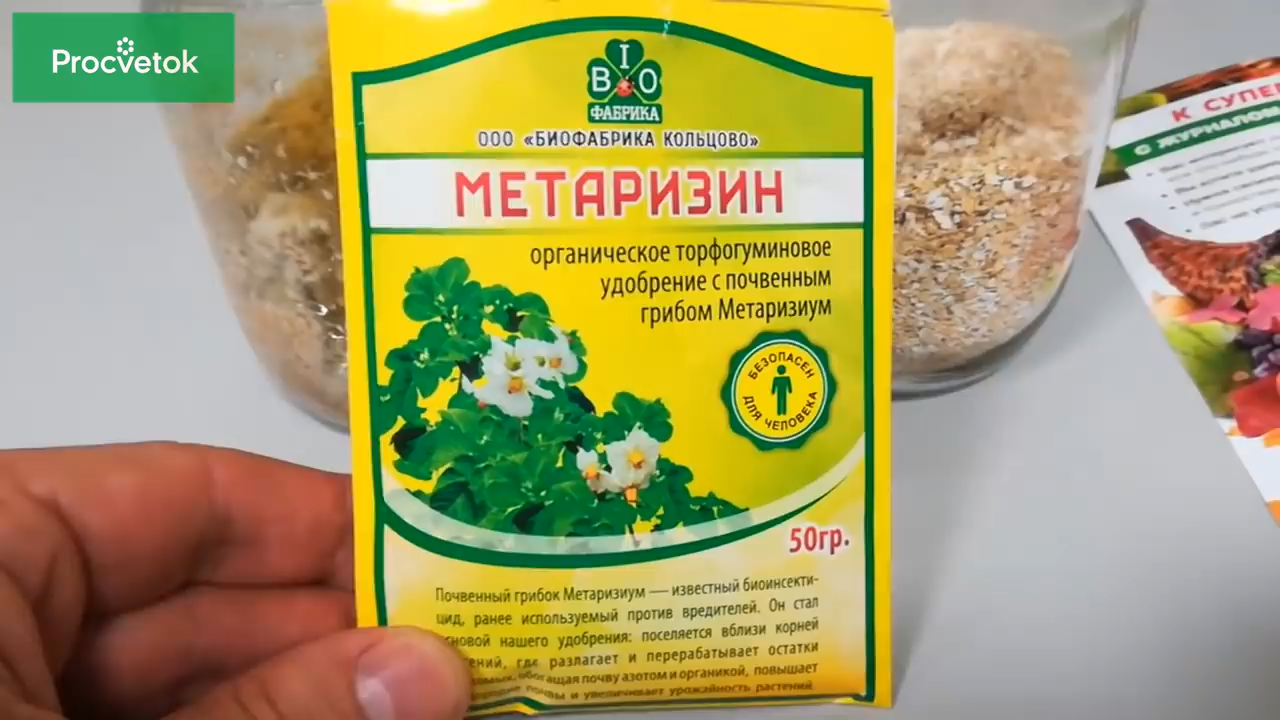 Procvetok
BIO
ФАБРИКА
ООО «БИОФАБРИКА КОЛЬЦОВО»
МЕТАРИЗИН
органическое торфогуминовое
удобрение с почвенным
грибом Метаризиум
БЕЗОПАСЕН
ДЛЯ ЧЕЛОВЕКА
50гр.
Почвенный грибок Метаризиум — известный биоинсекти-
цид, ранее используемый против вредителей. Он стал
нашего удобрения: поселяется вблизи корней
где разлагает и перерабатывает остатки
обогащая почву азотом и органикой, повышает
почвы и увеличивает урожайность растений
К СУПЕ
С ЖУРНАЛОМ